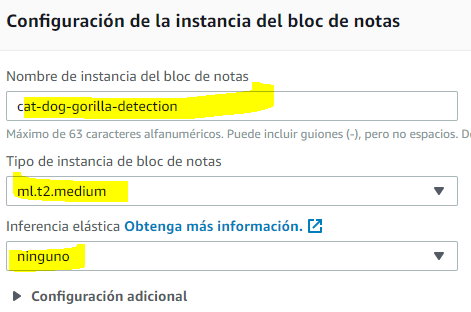 Configuración de la instancia del bloc de notas
Nombre de instancia del bloc de notas
cat-dog-gorilla-detection
Máximo de 63 caracteres alfanuméricos. Puede incluir guiones (-), pero no espacios. D
Tipo de instancia de bloc de notas
ml.t2.medium
Inferencia elástica Obtenga más información.
ninguno
Configuración adicional